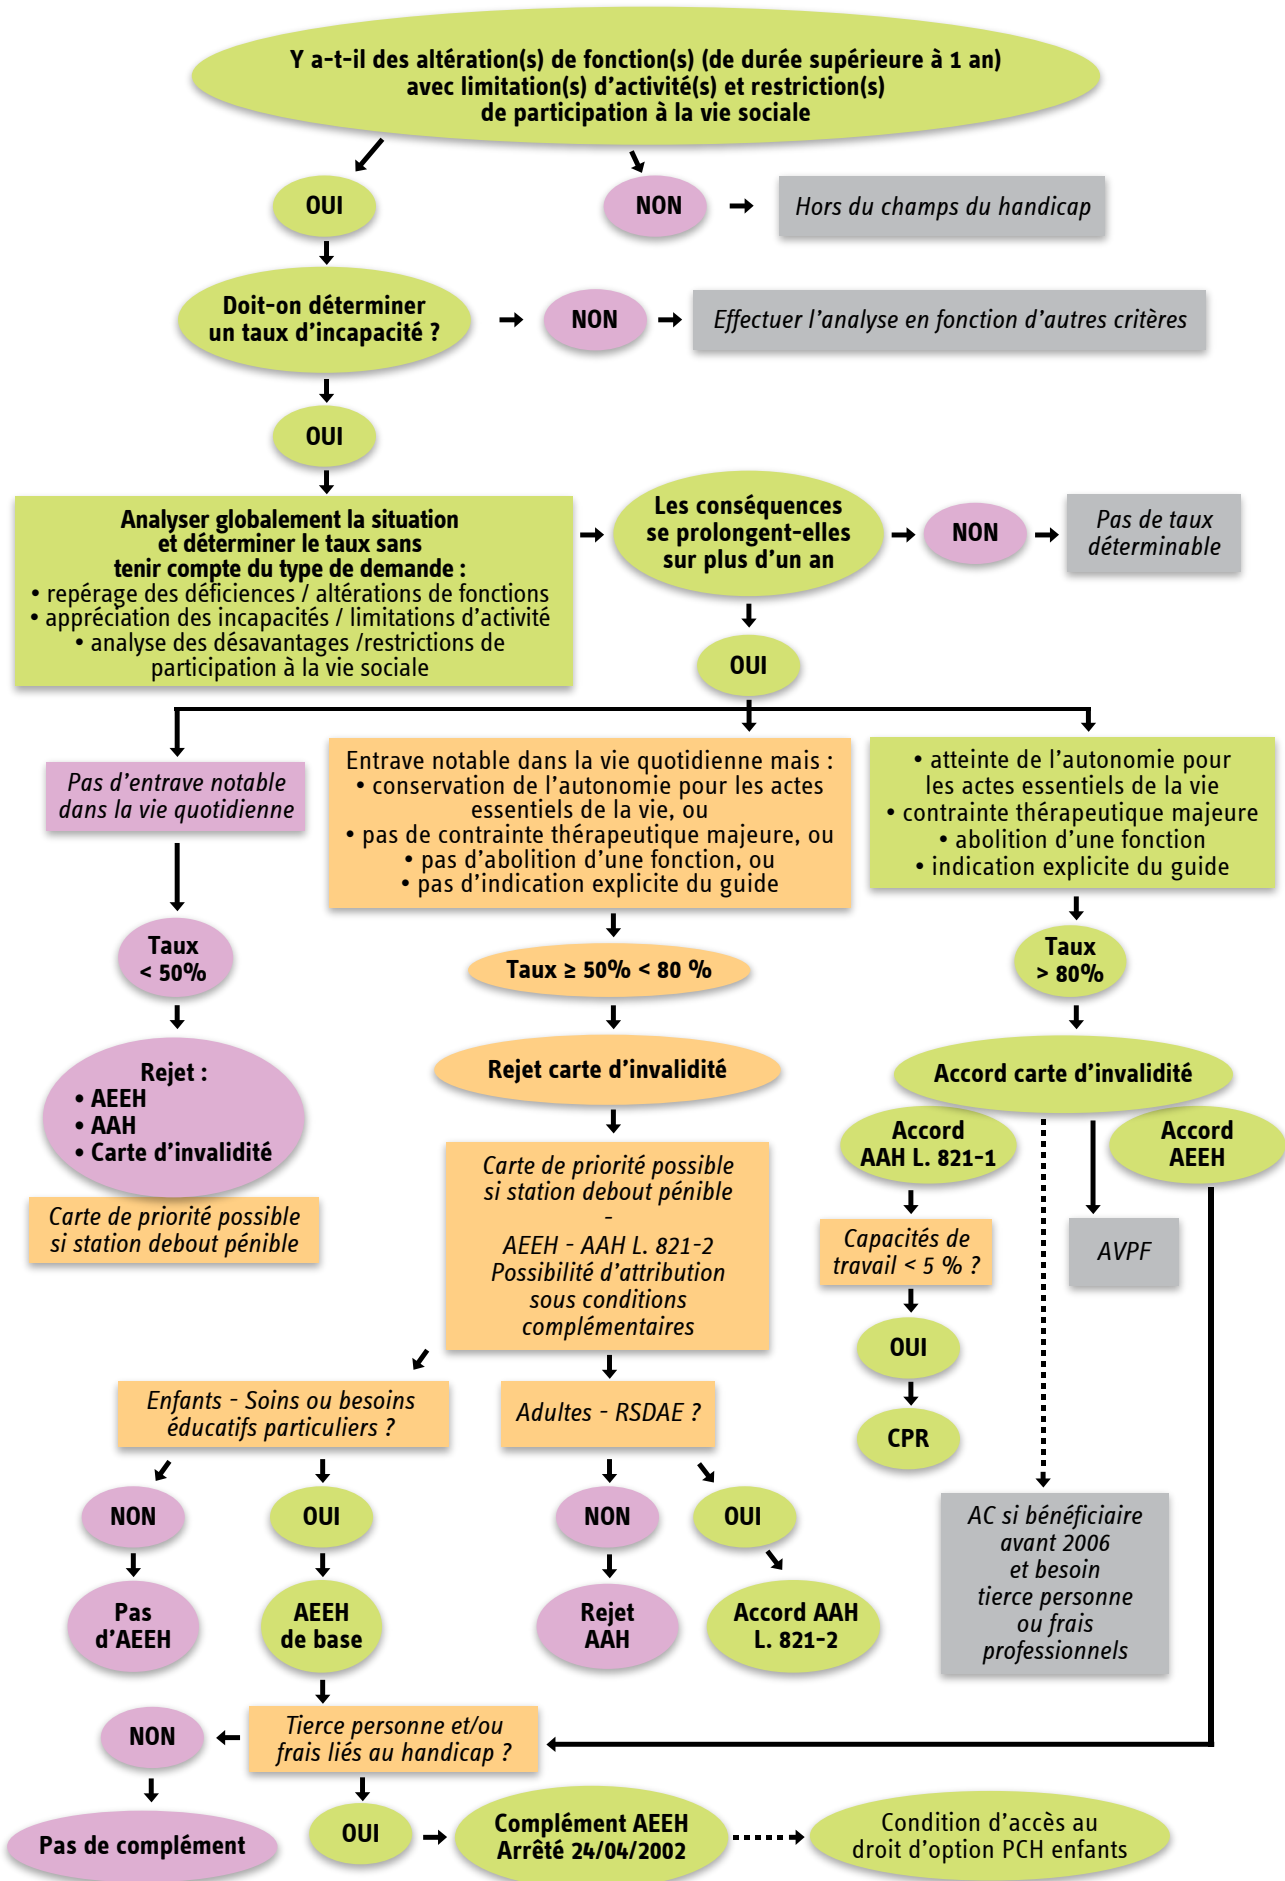 Y a-t-il des altération(s) de fonction(s) (de durée supérieure à 1 an)
avec limitation(s) d'activité(s) et restriction(s)
de participation à la vie sociale
OUI
NON
Hors du champs du handicap
Doit-on déterminer
un taux d'incapacité ?
NON
Effectuer l'analyse en fonction d'autres critères
OUI
Analyser globalement la situation
et déterminer le taux sans
tenir compte du type de demande :
• repérage des déficiences / altérations de fonctions
• appréciation des incapacités / limitations d'activité
• analyse des désavantages /restrictions de
participation à la vie sociale
Les conséquences
se prolongent-elles
sur plus d'un an
NON
Pas de taux
déterminable
OUI
Pas d'entrave notable
dans la vie quotidienne
Entrave notable dans la vie quotidienne mais :
• conservation de l'autonomie pour les actes
essentiels de la vie, ou
• pas de contrainte thérapeutique majeure, ou
• pas d'abolition d'une fonction, ou
• pas d'indication explicite du guide
• atteinte de l'autonomie pour
les actes essentiels de la vie
• contrainte thérapeutique majeure
• abolition d'une fonction
• indication explicite du guide
Taux
< 50%
Taux ≥ 50% < 80 %
Taux
> 80%
Rejet :
• AEEH
• AAH
• Carte d'invalidité
Carte de priorité possible
si station debout pénible
Rejet carte d'invalidité
Accord carte d'invalidité
Carte de priorité possible
si station debout pénible
-
AEEH - AAH L. 821-2
Possibilité d'attribution
sous conditions
complémentaires
Accord
AAH L. 821-1
Accord
AEEH
Capacités de
travail < 5 % ?
AVPF
OUI
CPR
Enfants - Soins ou besoins
éducatifs particuliers ?
Adultes - RSDAE ?
NON
OUI
NON
OUI
AC si bénéficiaire
avant 2006
et besoin
tierce personne
ou frais
professionnels
Pas
d'AEEH
AEEH
de base
Rejet
AAH
Accord AAH
L. 821-2
NON
Tierce personne et/ou
frais liés au handicap ?
Pas de complément
OUI
Complément AEEH
Arrêté 24/04/2002
Condition d'accès au
droit d'option PCH enfants